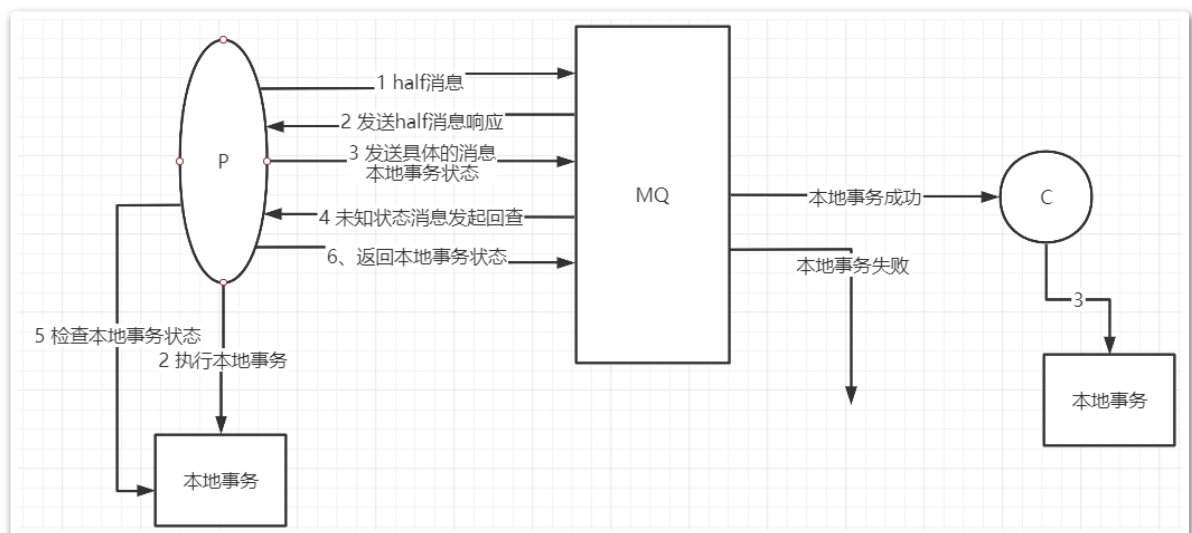 1 half消息
2 发送half消息响应
P
3 发送具体的消息
本地事务状态
MQ
本地事务成功
C
4 未知状态消息发起回查
6、返回本地事务状态
本地事务失败
3
5 检查本地事务状态
2 执行本地事务
本地事务
本地事务